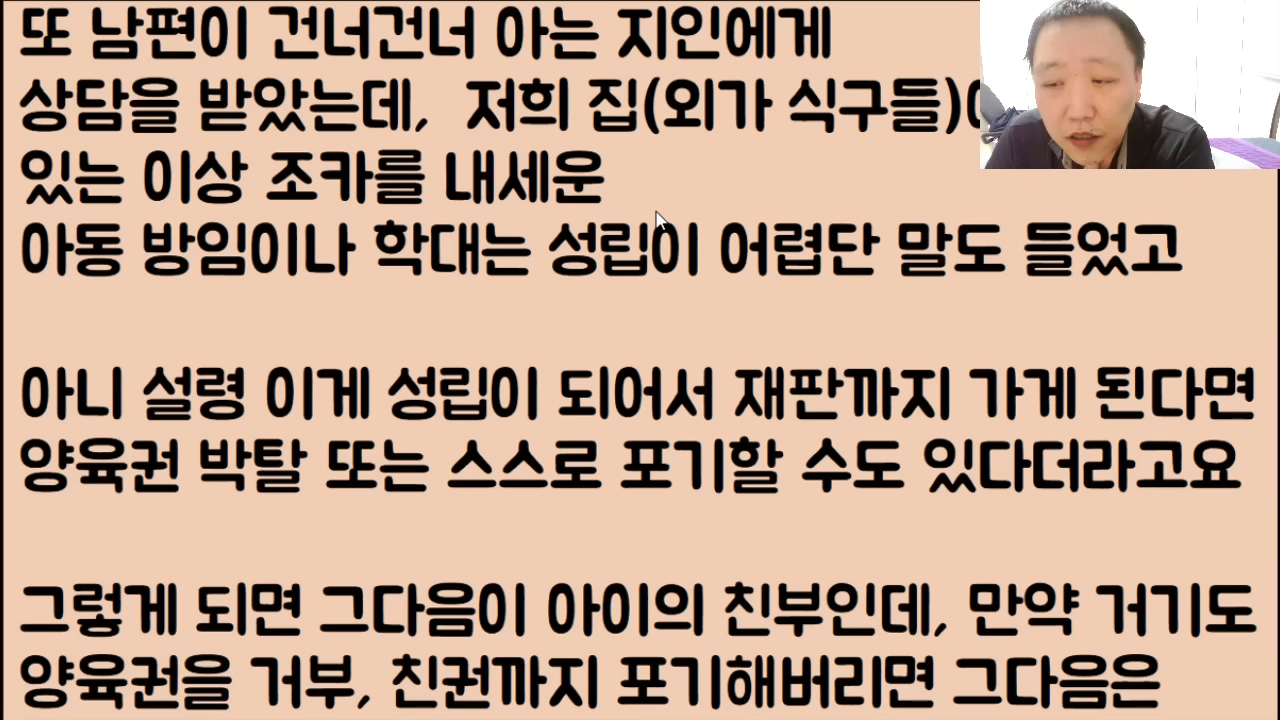 또 남편이 건너건너 아는 지인에게
상담을 받았는데, 저희 집(외가 식구들)
있는 이상 조카를 내세운
아동 방임이나 학대는 성립이 어렵단 말도 들었고
아니 설령 이게 성립이 되어서 재판까지 가게 된다면
양육권 박탈 또는 스스로 포기할 수도 있다더라고요
그렇게 되면 그다음이 아이의 친부인데, 만약 거기도
양육권을 거부, 친권까지 포기해버리면 그다음은